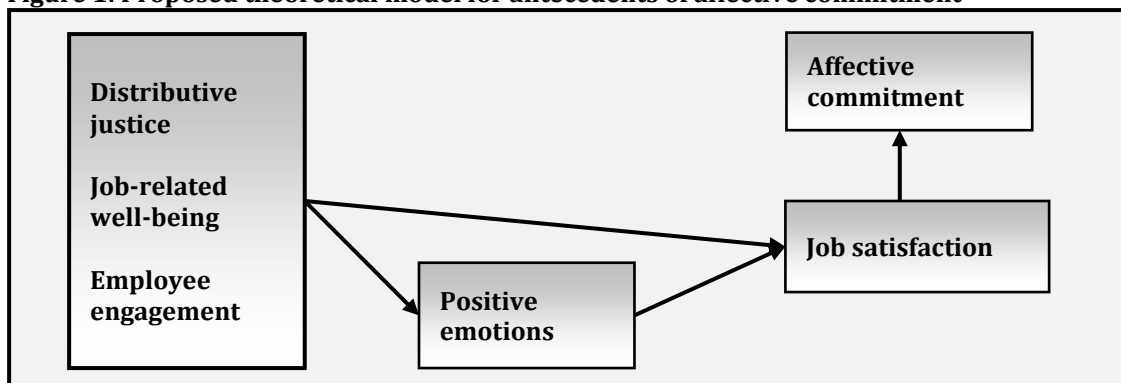 Figure 1: Proposed theoretical model for antecedents of affective commitment
Distributive
justice
Job-related
well-being
Employee
engagement
Positive
emotions
Affective
commitment
Job satisfaction